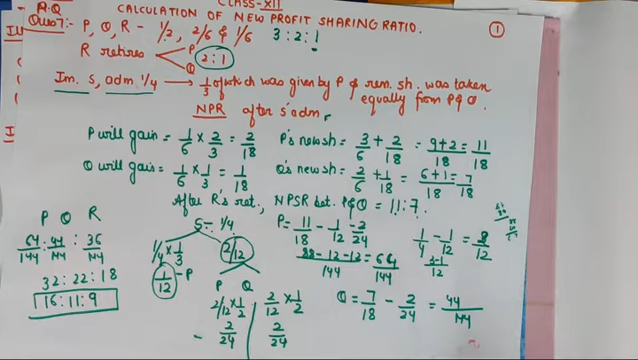 CLASS-XII
P.Q CALCULATION OF NEW PROFIT SHARING RATIO. 1
Ques7:- P, Q, R - 1/2, 2/6 & 1/6 3:2:1
R retires P Q 2:1
Im. S, adm. 1/4 → 1/3 of which was given by P & rem. sh. was taken
equally from P & Q.
NPR after S' adm.
P will gain = 1/6 × 2/3 = 2/18
P's new sh = 3/6 + 2/18 = 9+2/18 = 11/18
Q will gain = 1/6 × 1/3 = 1/18
Q's new sh = 2/6 + 1/18 = 6+1/18 = 7/18
After R's ret., NPSR bet. P & Q = 11:7.
S - 1/4
1/4 × 1/3
1/12 - P
2/12
P Q
2/12 × 1/2 2/12 × 1/2
- 2/24 2/24
P = 11/18 - 1/12 - 2/24
88-12-12/144 = 64/144
1/4 - 1/12 = 2/12
3-1/12
Q = 7/18 - 2/24 = 44/144
P Q R
64/144 : 44/144 : 36/144
32:22:18
16:11:9